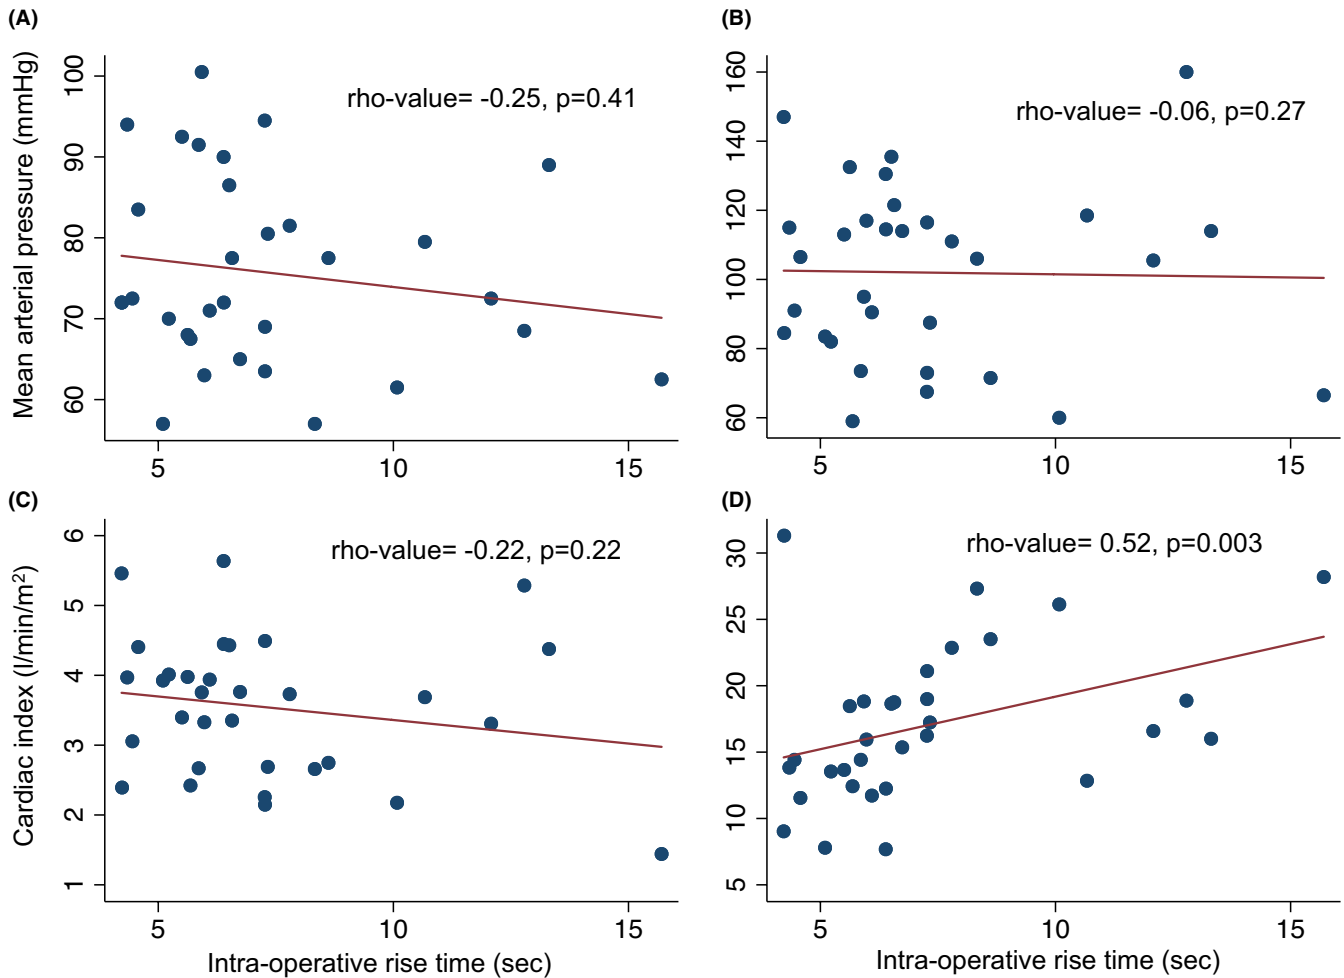 (A)
Mean arterial pressure (mmHg)
100
90
80
70
60
rho-value= -0.25, p=0.41
5
10
15
(B)
160
140
120
100
80
60
rho-value= -0.06, p=0.27
5
10
15
(C)
Cardiac index (l/min/m²)
6
5
4
3
2
1
rho-value= -0.22, p=0.22
5
10
15
Intra-operative rise time (sec)
(D)
30
25
20
15
10
5
rho-value= 0.52, p=0.003
5
10
15
Intra-operative rise time (sec)